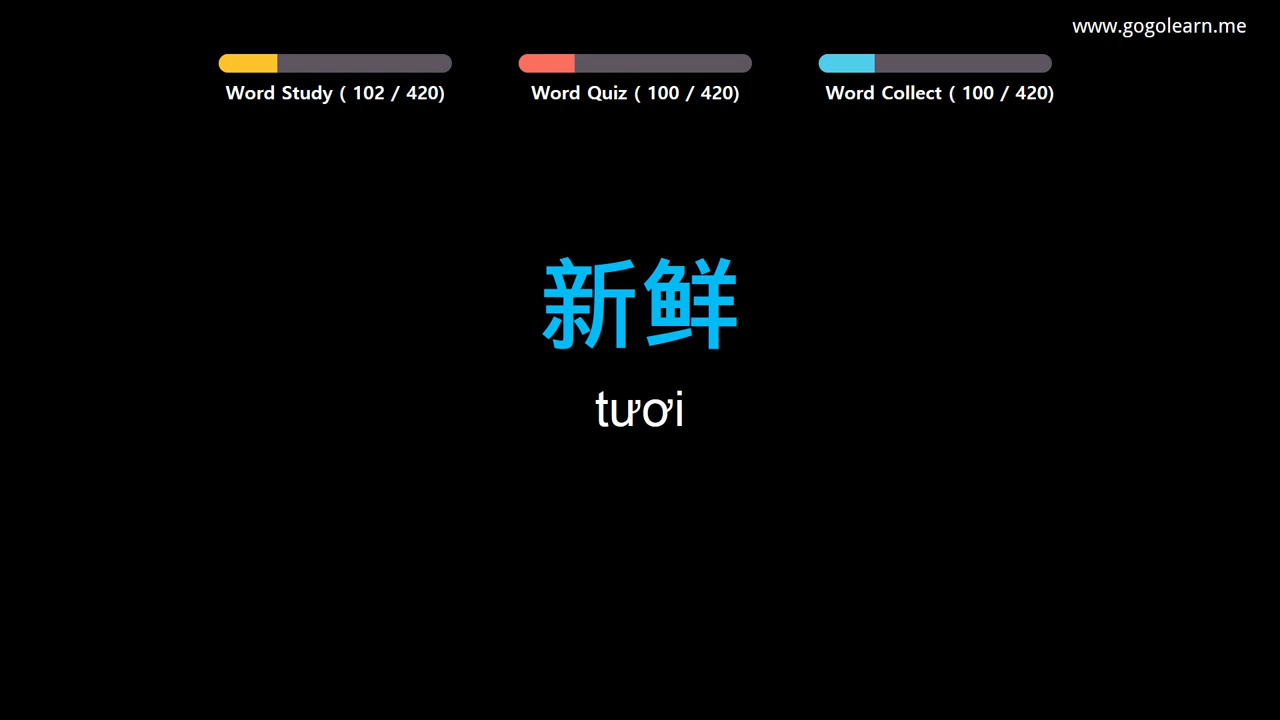 www.gogolearn.me
Word Study ( 102 / 420)
Word Quiz ( 100 / 420)
Word Collect ( 100 / 420)
新鲜
tươi